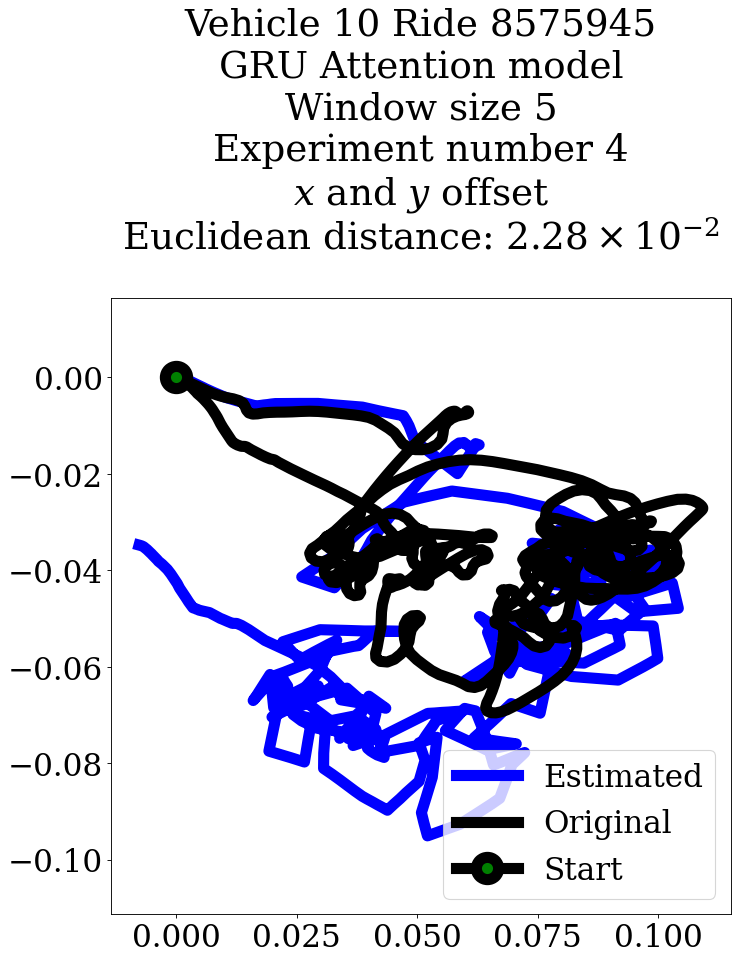 Vehicle 10 Ride 8575945
GRU Attention model
Window size 5
Experiment number 4
x and y offset
Euclidean distance: 2.28 × 10⁻²
0.00
−0.02
−0.04
−0.06
−0.08
−0.10
Estimated
Original
Start
0.000 0.025 0.050 0.075 0.100